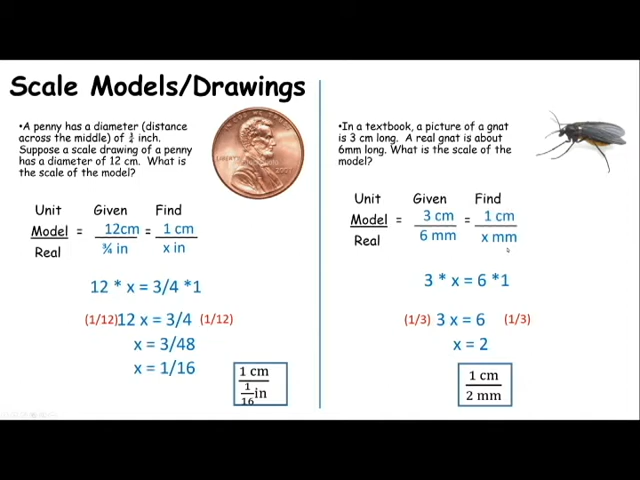 Scale Models/Drawings
•A penny has a diameter (distance
across the middle) of ¾ inch.
Suppose a scale drawing of a penny
has a diameter of 12 cm. What is
the scale of the model?
Unit Given Find
Model = 12cm = 1 cm
Real ¾ in x in
12 * x = 3/4 *1
(1/12)12 x = 3/4 (1/12)
x = 3/48
x = 1/16
1 cm
1/16 in
•In a textbook, a picture of a gnat
is 3 cm long. A real gnat is about
6mm long. What is the scale of the
model?
Unit Given Find
Model = 3 cm = 1 cm
Real 6 mm x mm
3 * x = 6 *1
(1/3) 3 x = 6 (1/3)
x = 2
1 cm
2 mm
LIBERTY